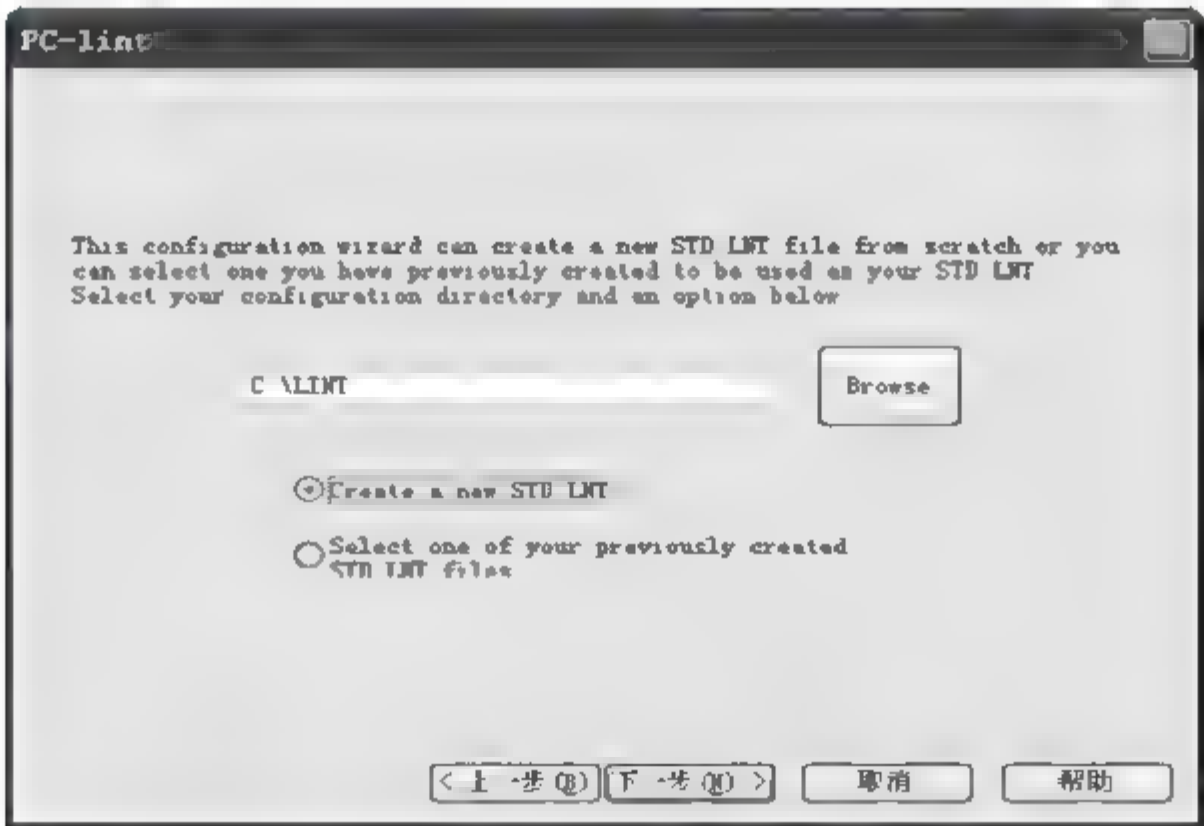 PC-lint
This configuration wizard can create a new STD LNT file from scratch or you
can select one you have previously created to be used as your STD LNT
Select your configuration directory and an option below
C \LINT
Browse
Create a new STD LNT
Select one of your previously created
STD LNT files
< 上一步(B) 下一步(N) > 取消 帮助